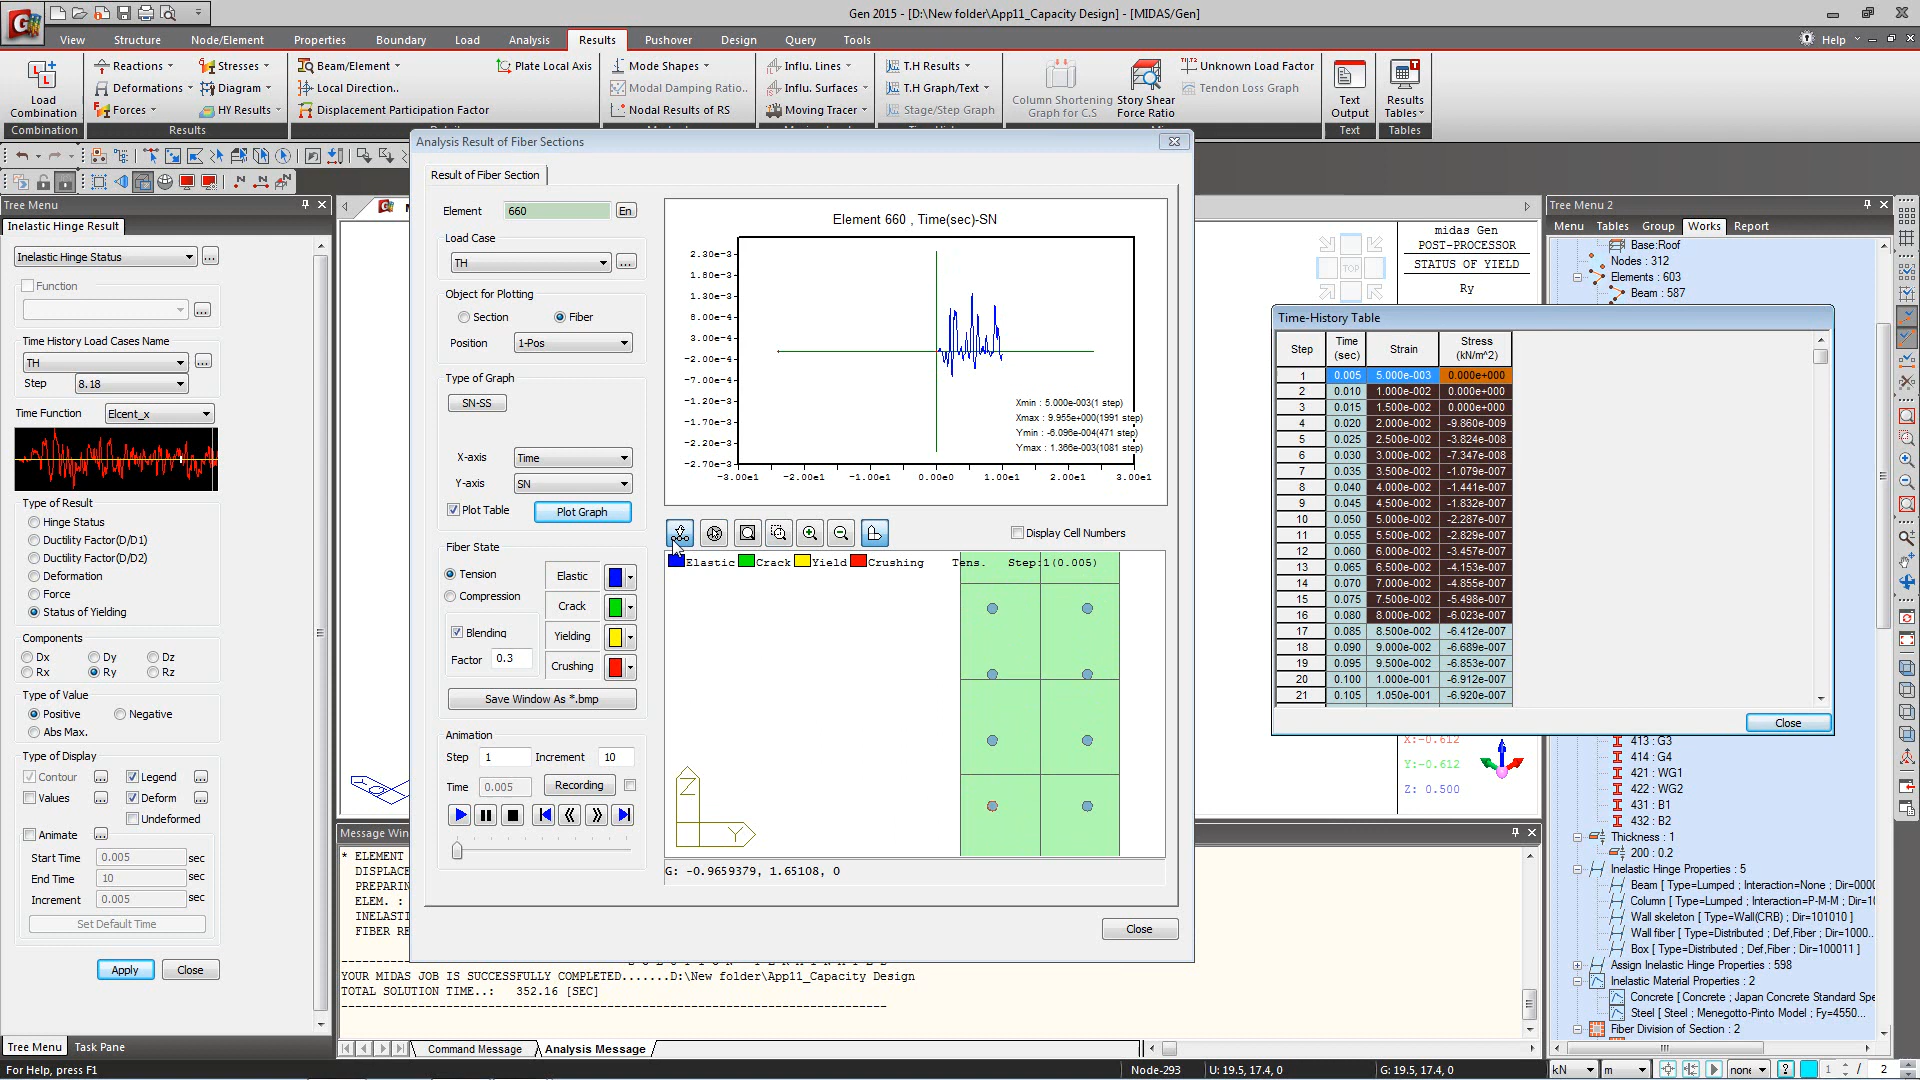 Gen 2015 - [D:\New folder\App11_Capacity Design] - [MIDAS/Gen]
View Structure Node/Element Properties Boundary Load Analysis Results Pushover Design Query Tools Help
Load Combination
Combination
Reactions
Deformations
Forces
Stresses
Diagram
HY Results
Results
Beam/Element
Local Direction..
Displacement Participation Factor
Plate Local Axis
Mode Shapes
Modal Damping Ratio..
Nodal Results of RS
Influ. Lines
Influ. Surfaces
Moving Tracer
T.H Results
T.H Graph/Text
Stage/Step Graph
Column Shortening Graph for C.S
Story Shear Force Ratio
Unknown Load Factor
Tendon Loss Graph
Text Output
Text
Results Tables
Tables
Tree Menu
Inelastic Hinge Result
Inelastic Hinge Status
Function
Time History Load Cases Name
TH
Step 8.18
Time Function Elcent_x
Type of Result
Hinge Status
Ductility Factor(D/D1)
Ductility Factor(D/D2)
Deformation
Force
Status of Yielding
Components
Dx Dy Dz
Rx Ry Rz
Type of Value
Positive Negative
Abs Max.
Type of Display
Contour Legend
Values Deform
Undeformed
Animate
Start Time 0.005 sec
End Time 10 sec
Increment 0.005 sec
Set Default Time
Apply Close
Tree Menu Task Pane
For Help, press F1
Analysis Result of Fiber Sections
Result of Fiber Section
Element 660 En
Load Case
TH
Object for Plotting
Section Fiber
Position 1-Pos
Type of Graph
SN-SS
X-axis Time
Y-axis SN
Plot Table Plot Graph
Fiber State
Tension
Compression
Blending
Factor 0.3
Elastic
Crack
Yielding
Crushing
Save Window As *.bmp
Animation
Step 1 Increment 10
Time 0.005 Recording
Element 660 , Time(sec)-SN
2.30e-3
1.80e-3
1.30e-3
8.00e-4
3.00e-4
-2.00e-4
-7.00e-4
-1.20e-3
-1.70e-3
-2.20e-3
-2.70e-3
-3.00e1 -2.00e1 -1.00e1 0.00e0 1.00e1 2.00e1 3.00e1
Xmin : 5.000e-003(1 step)
Xmax : 9.955e+000(1991 step)
Ymin : -6.096e-004(471 step)
Ymax : 1.366e-003(1081 step)
Display Cell Numbers
Elastic Crack Yield Crushing Tens. Step:1(0.005)
Z
Y
G: -0.9659379, 1.65108, 0
Close
midas Gen
POST-PROCESSOR
STATUS OF YIELD
Ry
TOP
X:-0.612
Y:-0.612
Z: 0.500
Time-History Table
Step Time (sec) Strain Stress (kN/m^2)
1 0.005 5.000e-003 0.000e+000
2 0.010 1.000e-002 0.000e+000
3 0.015 1.500e-002 0.000e+000
4 0.020 2.000e-002 -9.860e-009
5 0.025 2.500e-002 -3.824e-008
6 0.030 3.000e-002 -7.347e-008
7 0.035 3.500e-002 -1.079e-007
8 0.040 4.000e-002 -1.441e-007
9 0.045 4.500e-002 -1.832e-007
10 0.050 5.000e-002 -2.287e-007
11 0.055 5.500e-002 -2.829e-007
12 0.060 6.000e-002 -3.457e-007
13 0.065 6.500e-002 -4.153e-007
14 0.070 7.000e-002 -4.855e-007
15 0.075 7.500e-002 -5.498e-007
16 0.080 8.000e-002 -6.023e-007
17 0.085 8.500e-002 -6.412e-007
18 0.090 9.000e-002 -6.689e-007
19 0.095 9.500e-002 -6.853e-007
20 0.100 1.000e-001 -6.912e-007
21 0.105 1.050e-001 -6.920e-007
Close
Tree Menu 2
Menu Tables Group Works Report
Base:Roof
Nodes : 312
Elements : 603
Beam : 587
413 : G3
414 : G4
421 : WG1
422 : WG2
431 : B1
432 : B2
Thickness : 1
200 : 0.2
Inelastic Hinge Properties : 5
Beam [ Type=Lumped ; Interaction=None ; Dir=000
Column [ Type=Lumped ; Interaction=P-M-M ; Dir=1
Wall skeleton [ Type=Wall(CRB) ; Dir=101010 ]
Wall fiber [ Type=Distributed ; Def,Fiber ; Dir=1000...
Box [ Type=Distributed ; Def,Fiber ; Dir=100011 ]
Assign Inelastic Hinge Properties : 598
Inelastic Material Properties : 2
Concrete [ Concrete ; Japan Concrete Standard Spe
Steel [ Steel ; Menegotto-Pinto Model ; Fy=4550...
Fiber Division of Section : 2
Message Win
* ELEMENT
DISPLACE
PREPARIN
ELEM. :
INELASTI
FIBER RE
YOUR MIDAS JOB IS SUCCESSFULLY COMPLETED.......D:\New folder\App11_Capacity Design
TOTAL SOLUTION TIME..: 352.16 [SEC]
Command Message Analysis Message
Node-293 U: 19.5, 17.4, 0 G: 19.5, 17.4, 0 kN m none 1 / 2